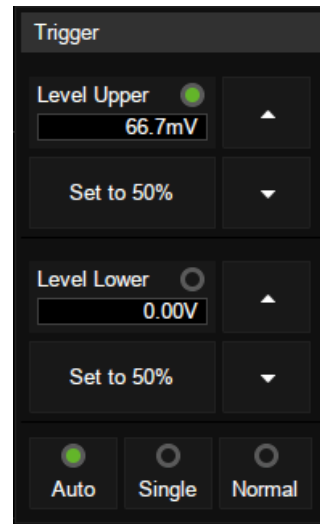 Trigger
Level Upper
66.7mV
Set to 50%
Level Lower
0.00V
Set to 50%
Auto Single Normal